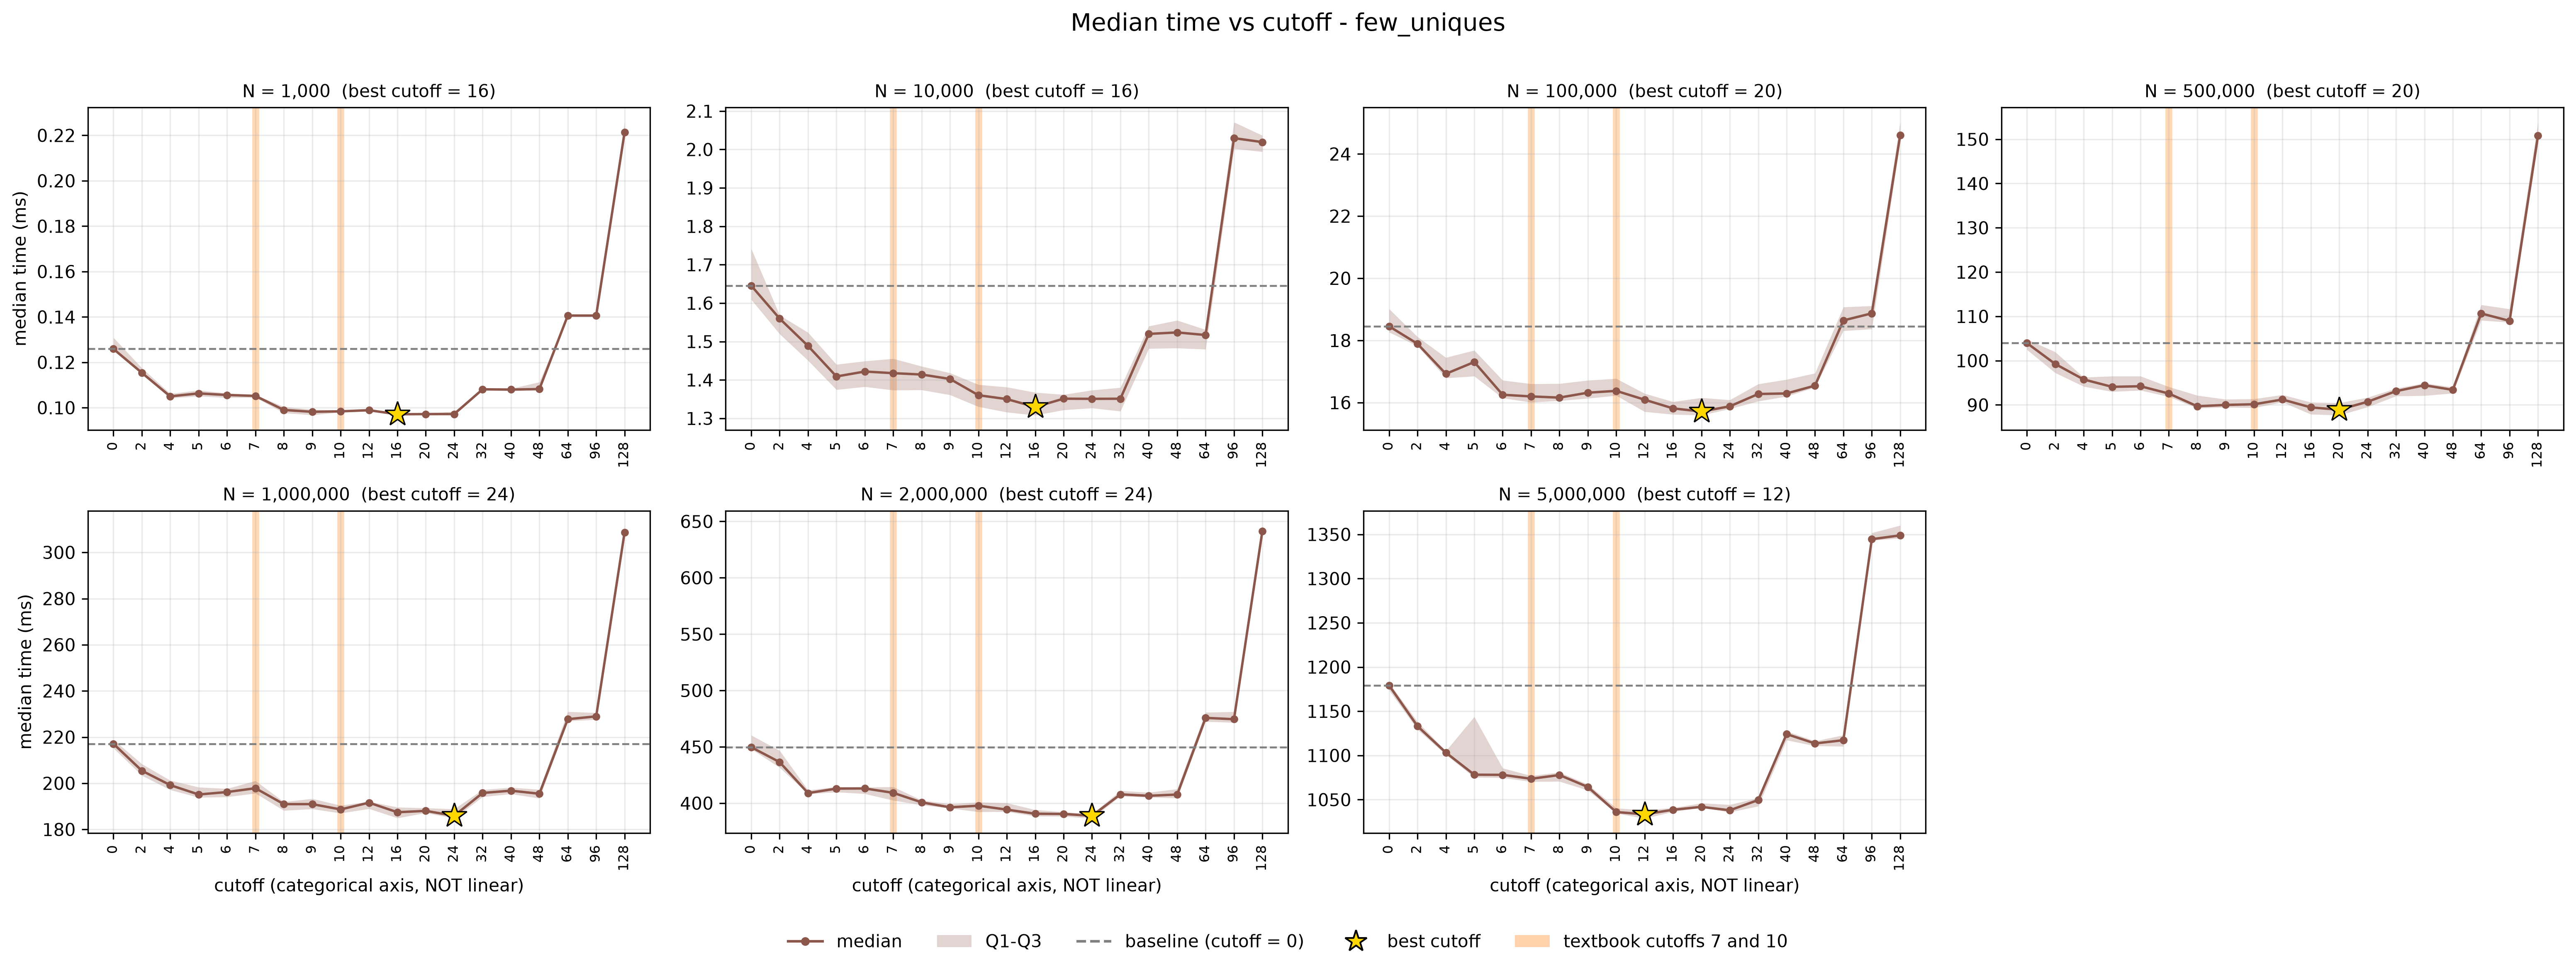 Median time vs cutoff - few_uniques
N = 1,000  (best cutoff = 16)
median time (ms)
0.22
0.20
0.18
0.16
0.14
0.12
0.10
0 2 4 5 6 7 8 9 10 12 16 20 24 32 40 48 64 96 128
N = 10,000  (best cutoff = 16)
2.1
2.0
1.9
1.8
1.7
1.6
1.5
1.4
1.3
0 2 4 5 6 7 8 9 10 12 16 20 24 32 40 48 64 96 128
N = 100,000  (best cutoff = 20)
24
22
20
18
16
0 2 4 5 6 7 8 9 10 12 16 20 24 32 40 48 64 96 128
N = 500,000  (best cutoff = 20)
150
140
130
120
110
100
90
0 2 4 5 6 7 8 9 10 12 16 20 24 32 40 48 64 96 128
N = 1,000,000  (best cutoff = 24)
median time (ms)
300
280
260
240
220
200
180
0 2 4 5 6 7 8 9 10 12 16 20 24 32 40 48 64 96 128
cutoff (categorical axis, NOT linear)
N = 2,000,000  (best cutoff = 24)
650
600
550
500
450
400
0 2 4 5 6 7 8 9 10 12 16 20 24 32 40 48 64 96 128
cutoff (categorical axis, NOT linear)
N = 5,000,000  (best cutoff = 12)
1350
1300
1250
1200
1150
1100
1050
0 2 4 5 6 7 8 9 10 12 16 20 24 32 40 48 64 96 128
cutoff (categorical axis, NOT linear)
median
Q1-Q3
baseline (cutoff = 0)
best cutoff
textbook cutoffs 7 and 10